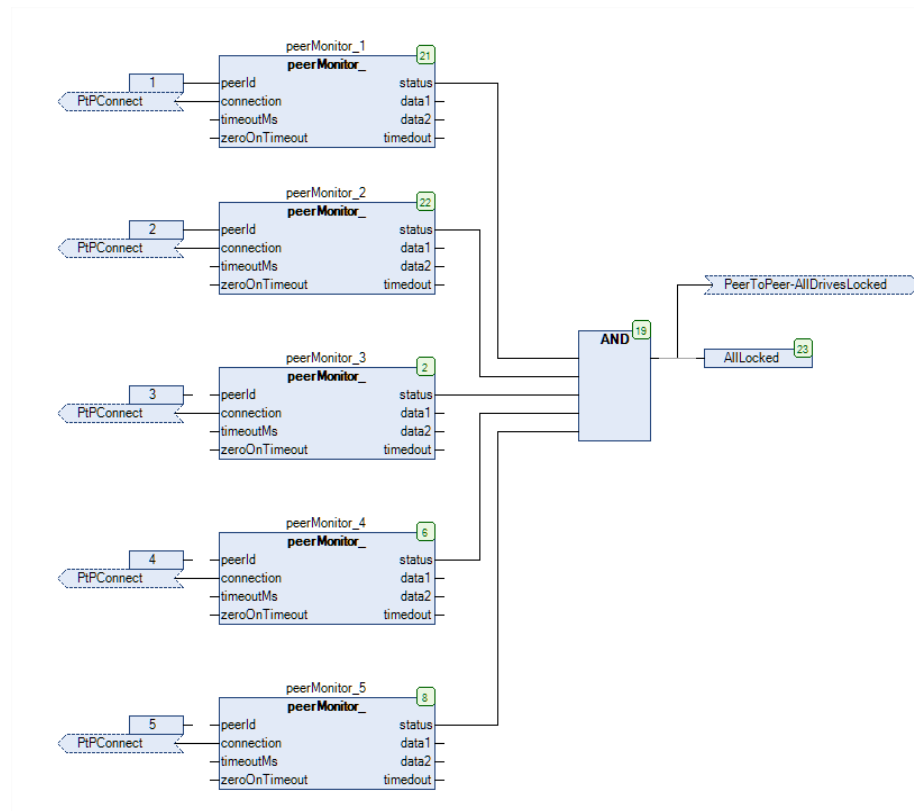 peerMonitor_1
21
peerMonitor_
1
peerId
status
PtPConnect
connection
data1
timeoutMs
data2
zeroOnTimeout
timedout
peerMonitor_2
22
peerMonitor_
2
peerId
status
PtPConnect
connection
data1
timeoutMs
data2
zeroOnTimeout
timedout
PeerToPeer-AllDrivesLocked
AND
19
AllLocked
23
peerMonitor_3
2
peerMonitor_
3
peerId
status
PtPConnect
connection
data1
timeoutMs
data2
zeroOnTimeout
timedout
peerMonitor_4
6
peerMonitor_
4
peerId
status
PtPConnect
connection
data1
timeoutMs
data2
zeroOnTimeout
timedout
peerMonitor_5
8
peerMonitor_
5
peerId
status
PtPConnect
connection
data1
timeoutMs
data2
zeroOnTimeout
timedout